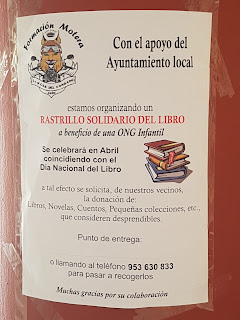 Formación Motera
Con el apoyo del
Ayuntamiento local
estamos organizando un
RASTRILLO SOLIDARIO DEL LIBRO
a beneficio de una ONG Infantil
Se celebrará en Abril
coincidiendo con el
Dia Nacional del Libro
a tal efecto se solicita, de nuestros vecinos,
la donación de:
Libros, Novelas, Cuentos, Pequeñas colecciones, etc.,
que consideren desprendibles.
Punto de entrega:
o llamando al teléfono 953 630 833
para pasar a recogerlos
Muchas gracias por su colaboración